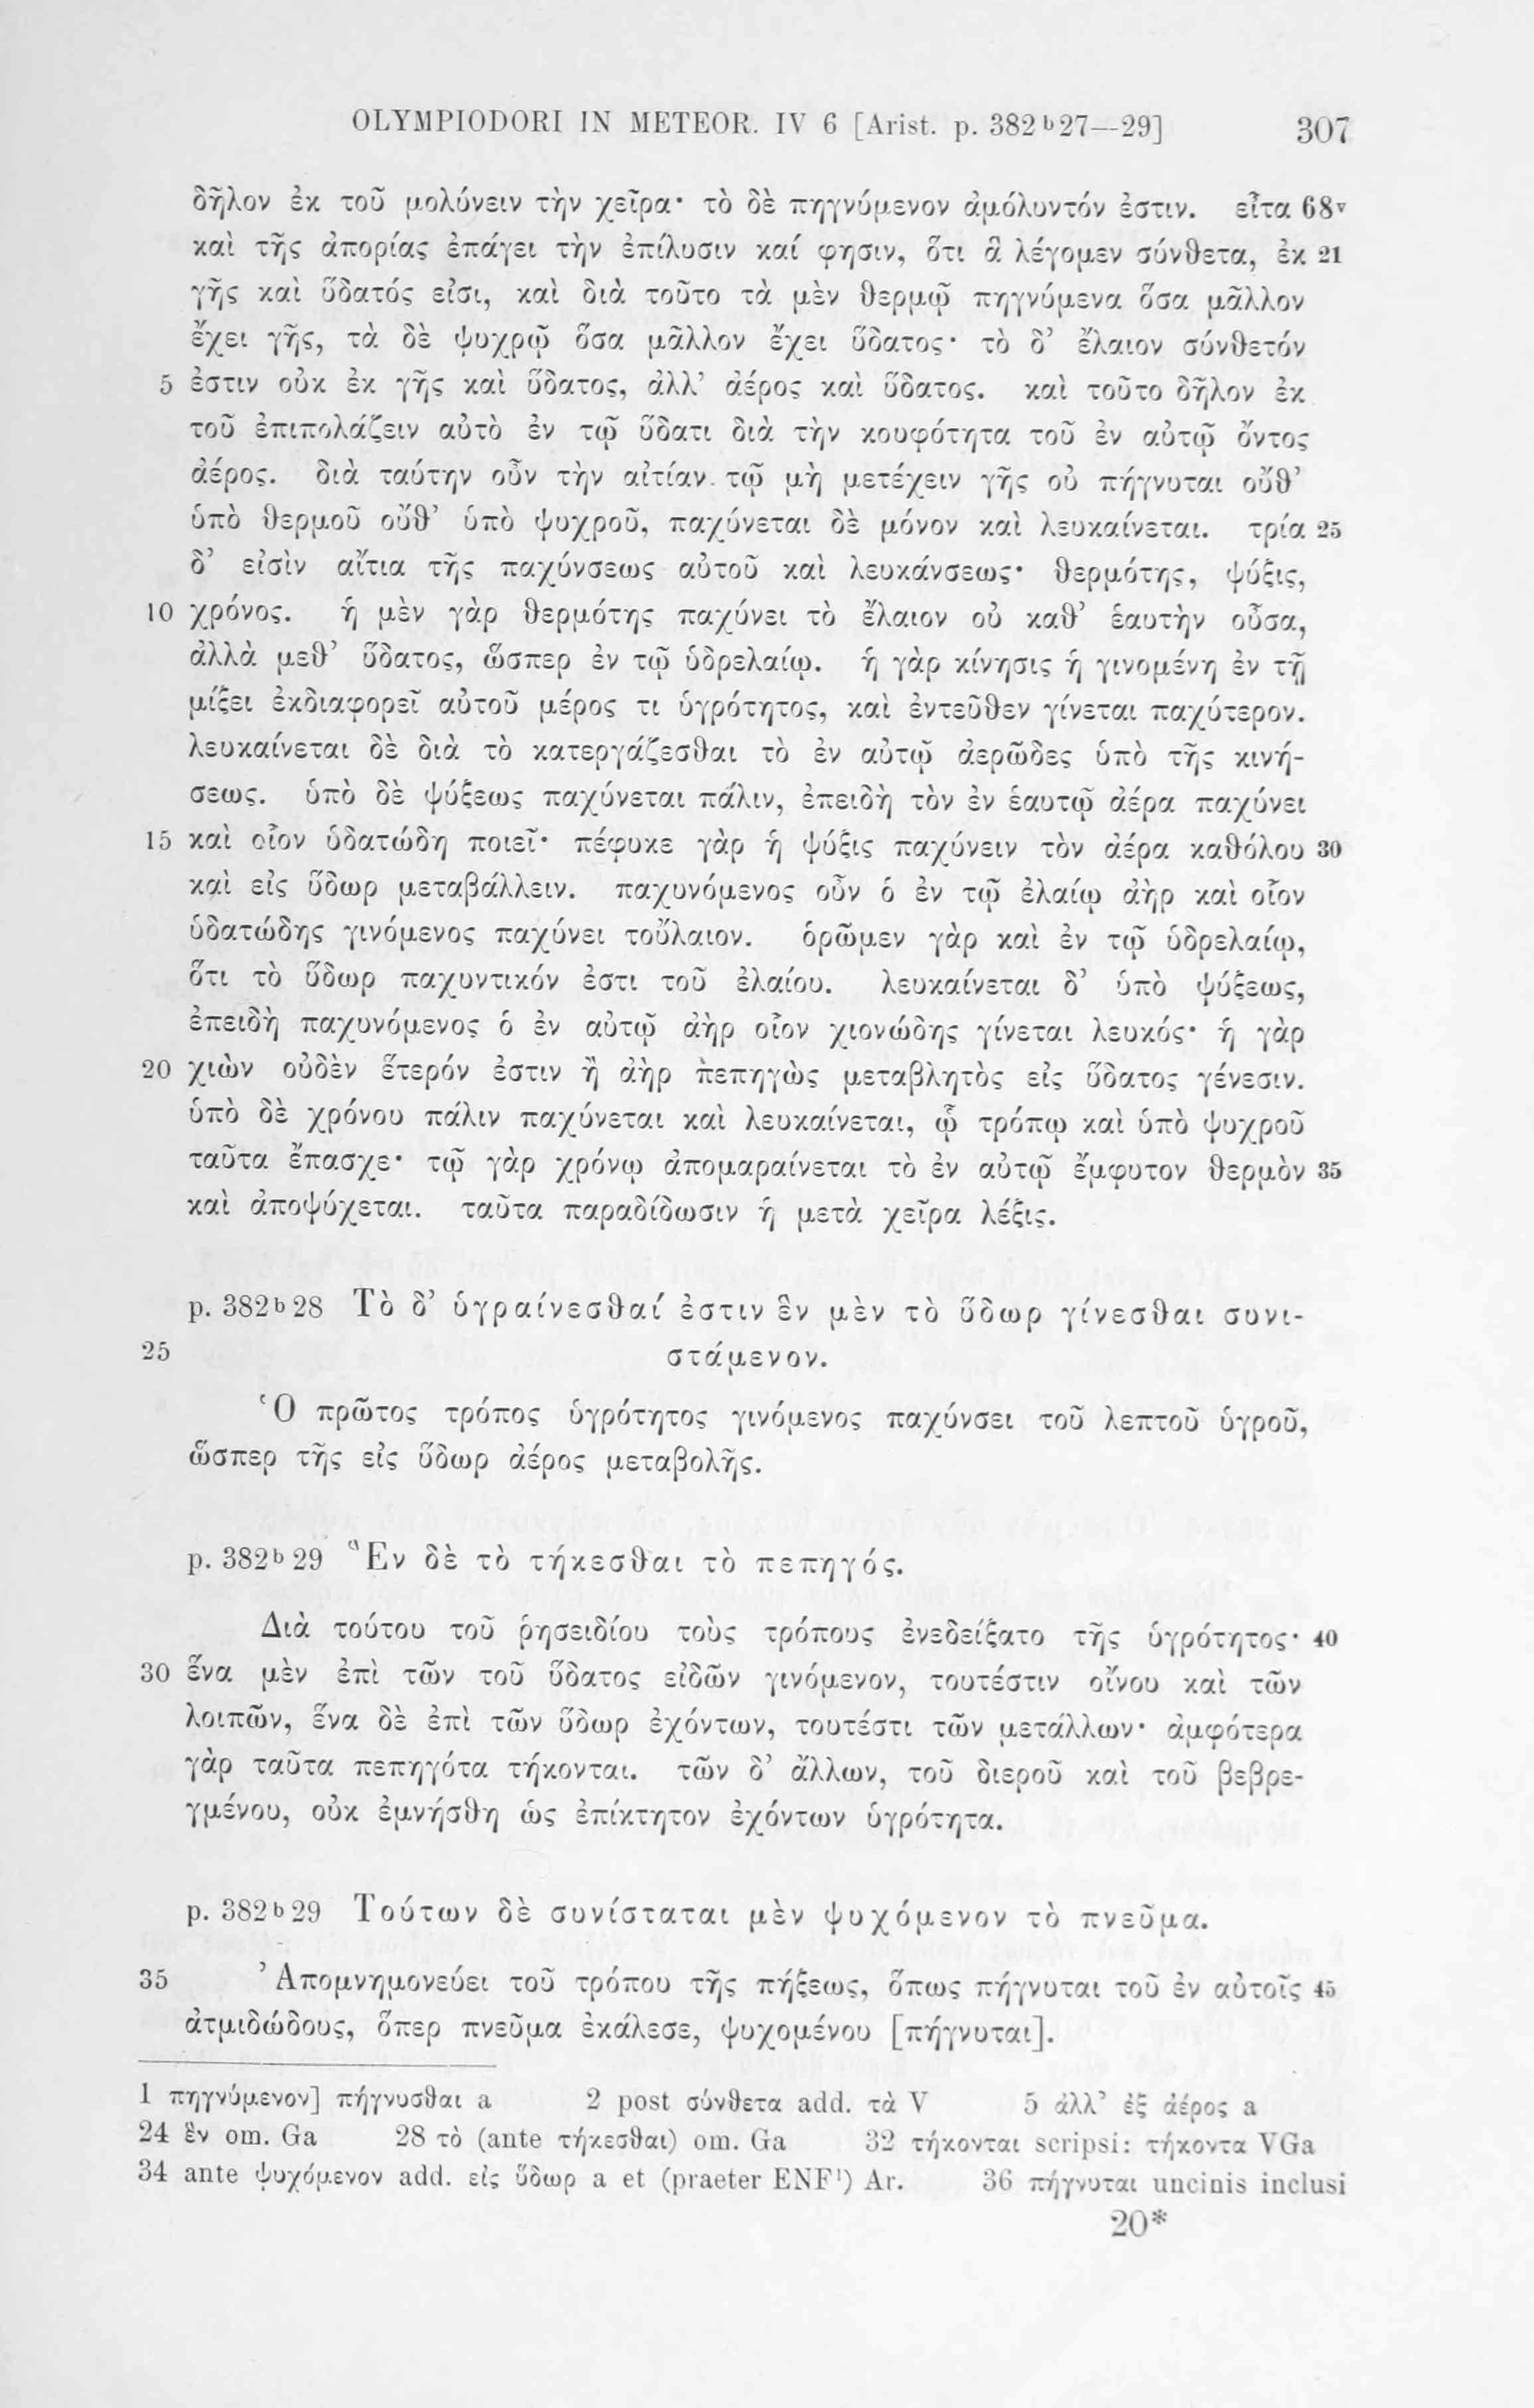 OLYMPIODORI IN METEOR. IV 6 [Arist. p. 382ᵇ27—29] 307
δῆλον ἐκ τοῦ μολύνειν τὴν χεῖρα· τὸ δὲ πηγνύμενον ἀμόλυντόν ἐστιν. εἶτα 68ᵛ
καὶ τῆς ἀπορίας ἐπάγει τὴν ἐπίλυσιν καί φησιν, ὅτι ἃ λέγομεν σύνθετα, ἐκ 21
γῆς καὶ ὕδατός εἰσι, καὶ διὰ τοῦτο τὰ μὲν θερμῷ πηγνύμενα ὅσα μᾶλλον
ἔχει γῆς, τὰ δὲ ψυχρῷ ὅσα μᾶλλον ἔχει ὕδατος· τὸ δ’ ἔλαιον σύνθετόν
5 ἐστιν οὐκ ἐκ γῆς καὶ ὕδατος, ἀλλ’ ἀέρος καὶ ὕδατος. καὶ τοῦτο δῆλον ἐκ
τοῦ ἐπιπολάζειν αὐτὸ ἐν τῷ ὕδατι διὰ τὴν κουφότητα τοῦ ἐν αὐτῷ ὄντος
ἀέρος. διὰ ταύτην οὖν τὴν αἰτίαν τῷ μὴ μετέχειν γῆς οὐ πήγνυται οὔθ’
ὑπὸ θερμοῦ οὔθ’ ὑπὸ ψυχροῦ, παχύνεται δὲ μόνον καὶ λευκαίνεται. τρία 25
δ’ εἰσὶν αἴτια τῆς παχύνσεως αὐτοῦ καὶ λευκάνσεως· θερμότης, ψύξις,
10 χρόνος. ἡ μὲν γὰρ θερμότης παχύνει τὸ ἔλαιον οὐ καθ’ ἑαυτὴν οὖσα,
ἀλλὰ μεθ’ ὕδατος, ὥσπερ ἐν τῷ ὑδρελαίῳ. ἡ γὰρ κίνησις ἡ γινομένη ἐν τῇ
μίξει ἐκδιαφορεῖ αὐτοῦ μέρος τι ὑγρότητος, καὶ ἐντεῦθεν γίνεται παχύτερον.
λευκαίνεται δὲ διὰ τὸ κατεργάζεσθαι τὸ ἐν αὐτῷ ἀερῶδες ὑπὸ τῆς κινή-
σεως. ὑπὸ δὲ ψύξεως παχύνεται πάλιν, ἐπειδὴ τὸν ἐν ἑαυτῷ ἀέρα παχύνει
15 καὶ οἷον ὑδατώδη ποιεῖ· πέφυκε γὰρ ἡ ψύξις παχύνειν τὸν ἀέρα καθόλου 30
καὶ εἰς ὕδωρ μεταβάλλειν. παχυνόμενος οὖν ὁ ἐν τῷ ἐλαίῳ ἀὴρ καὶ οἷον
ὑδατώδης γινόμενος παχύνει τοὔλαιον. ὁρῶμεν γὰρ καὶ ἐν τῷ ὑδρελαίῳ,
ὅτι τὸ ὕδωρ παχυντικόν ἐστι τοῦ ἐλαίου. λευκαίνεται δ’ ὑπὸ ψύξεως,
ἐπειδὴ παχυνόμενος ὁ ἐν αὐτῷ ἀὴρ οἷον χιονώδης γίνεται λευκός· ἡ γὰρ
20 χιὼν οὐδὲν ἕτερόν ἐστιν ἢ ἀὴρ πεπηγὼς μεταβλητὸς εἰς ὕδατος γένεσιν.
ὑπὸ δὲ χρόνου πάλιν παχύνεται καὶ λευκαίνεται, ᾧ τρόπῳ καὶ ὑπὸ ψυχροῦ
ταῦτα ἔπασχε· τῷ γὰρ χρόνῳ ἀπομαραίνεται τὸ ἐν αὐτῷ ἔμφυτον θερμὸν 35
καὶ ἀποψύχεται. ταῦτα παραδίδωσιν ἡ μετὰ χεῖρα λέξις.
p. 382ᵇ28 Τὸ δ’ ὑγραίνεσθαί ἐστιν ἓν μὲν τὸ ὕδωρ γίνεσθαι συνι-
25 στάμενον.
Ὁ πρῶτος τρόπος ὑγρότητος γινόμενος παχύνσει τοῦ λεπτοῦ ὑγροῦ,
ὥσπερ τῆς εἰς ὕδωρ ἀέρος μεταβολῆς.
p. 382ᵇ29 Ἓν δὲ τὸ τήκεσθαι τὸ πεπηγός.
Διὰ τούτου τοῦ ῥησειδίου τοὺς τρόπους ἐνεδείξατο τῆς ὑγρότητος· 40
30 ἕνα μὲν ἐπὶ τῶν τοῦ ὕδατος εἰδῶν γινόμενον, τουτέστιν οἴνου καὶ τῶν
λοιπῶν, ἕνα δὲ ἐπὶ τῶν ὕδωρ ἐχόντων, τουτέστι τῶν μετάλλων· ἀμφότερα
γὰρ ταῦτα πεπηγότα τήκονται. τῶν δ’ ἄλλων, τοῦ διεροῦ καὶ τοῦ βεβρε-
γμένου, οὐκ ἐμνήσθη ὡς ἐπίκτητον ἐχόντων ὑγρότητα.
p. 382ᵇ29 Τούτων δὲ συνίσταται μὲν ψυχόμενον τὸ πνεῦμα.
35 Ἀπομνημονεύει τοῦ τρόπου τῆς πήξεως, ὅπως πήγνυται τοῦ ἐν αὐτοῖς 45
ἀτμιδώδους, ὅπερ πνεῦμα ἐκάλεσε, ψυχομένου [πήγνυται].
1 πηγνύμενον] πήγνυσθαι a 2 post σύνθετα add. τὰ V 5 ἀλλ’ ἐξ ἀέρος a
24 ἓν om. Ga 28 τὸ (ante τήκεσθαι) om. Ga 32 τήκονται scripsi: τήκοντα VGa
34 ante ψυχόμενον add. εἰς ὕδωρ a et (praeter ENF¹) Ar. 36 πήγνυται uncinis inclusi
20*